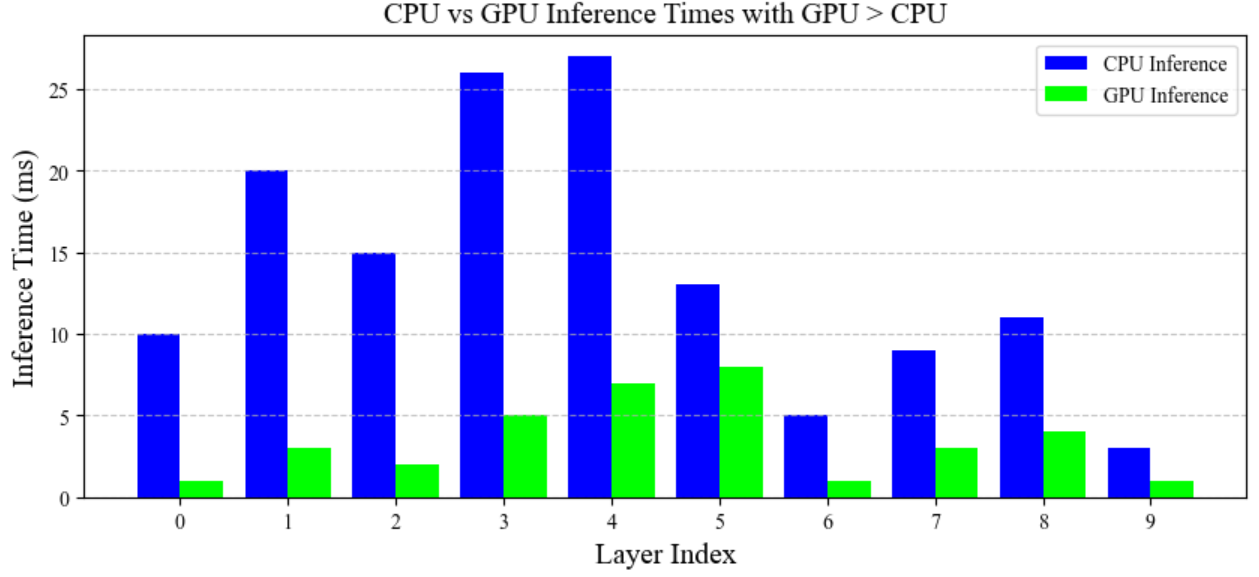 CPU vs GPU Inference Times with GPU > CPU
CPU Inference
GPU Inference
Inference Time (ms)
25
20
15
10
5
0
0 1 2 3 4 5 6 7 8 9
Layer Index